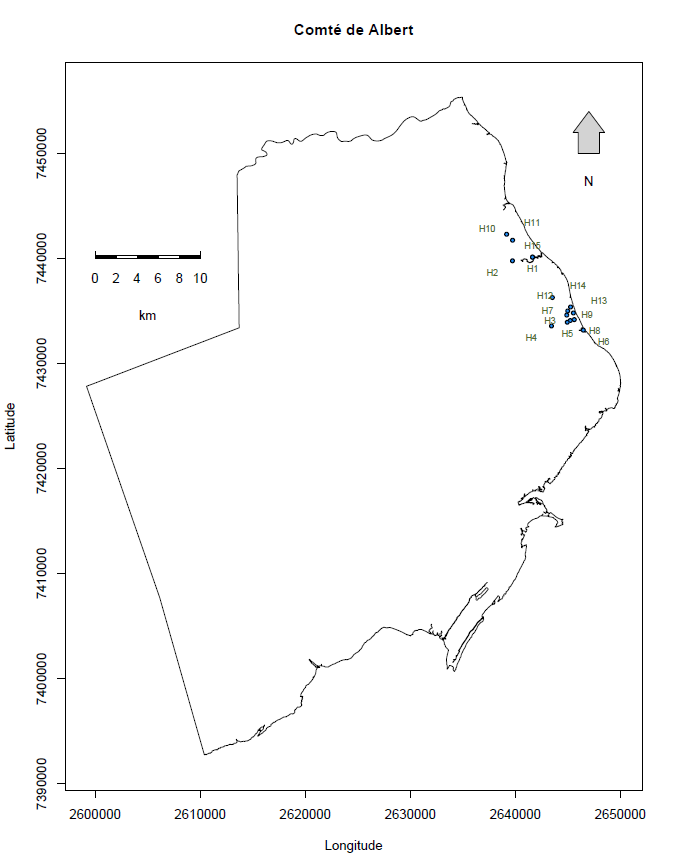 Comté de Albert
7450000
7440000
7430000
7420000
7410000
7400000
7390000
Latitude
N
0 2 4 6 8 10
km
H11
H10
H15
H1
H2
H14
H12
H13
H7
H9
H3
H8
H5
H4
H6
2600000 2610000 2620000 2630000 2640000 2650000
Longitude